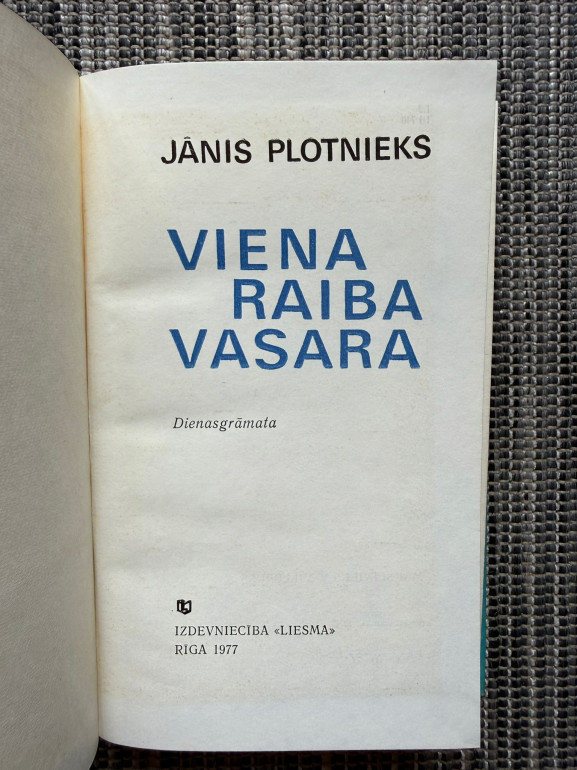 JĀNIS PLOTNIEKS
VIENA
RAIBA
VASARA
Dienasgrāmata
IZDEVNIECĪBA «LIESMA»
RĪGA 1977